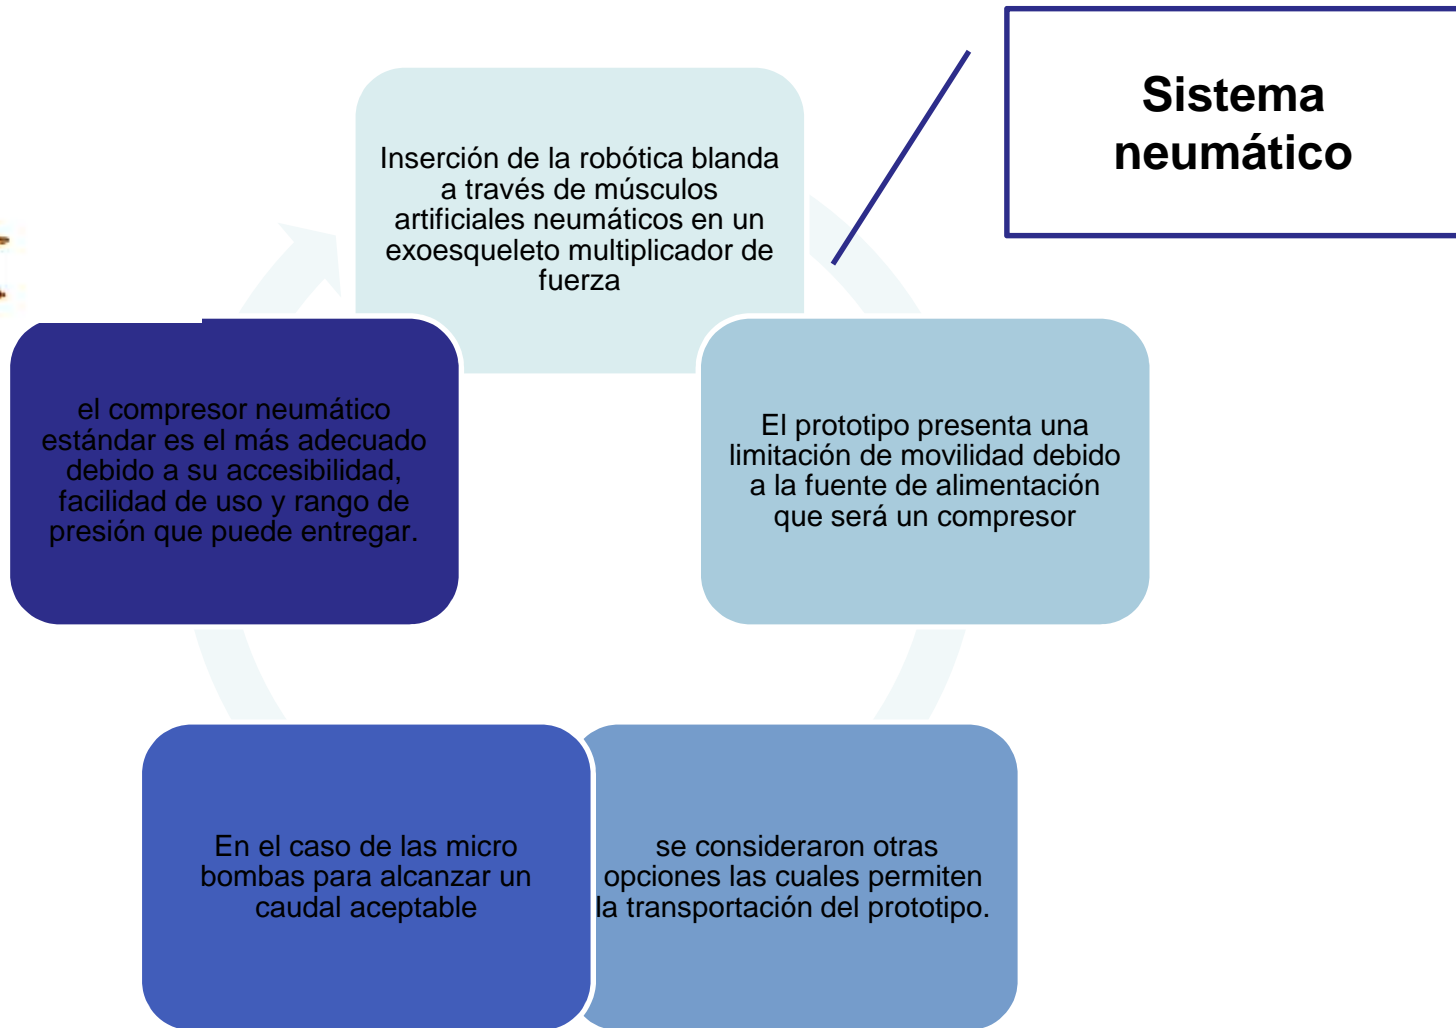 Sistema
neumático
Inserción de la robótica blanda
a través de músculos
artificiales neumáticos en un
exoesqueleto multiplicador de
fuerza
El prototipo presenta una
limitación de movilidad debido
a la fuente de alimentación
que será un compresor
se consideraron otras
opciones las cuales permiten
la transportación del prototipo.
En el caso de las micro
bombas para alcanzar un
caudal aceptable
el compresor neumático
estándar es el más adecuado
debido a su accesibilidad,
facilidad de uso y rango de
presión que puede entregar.